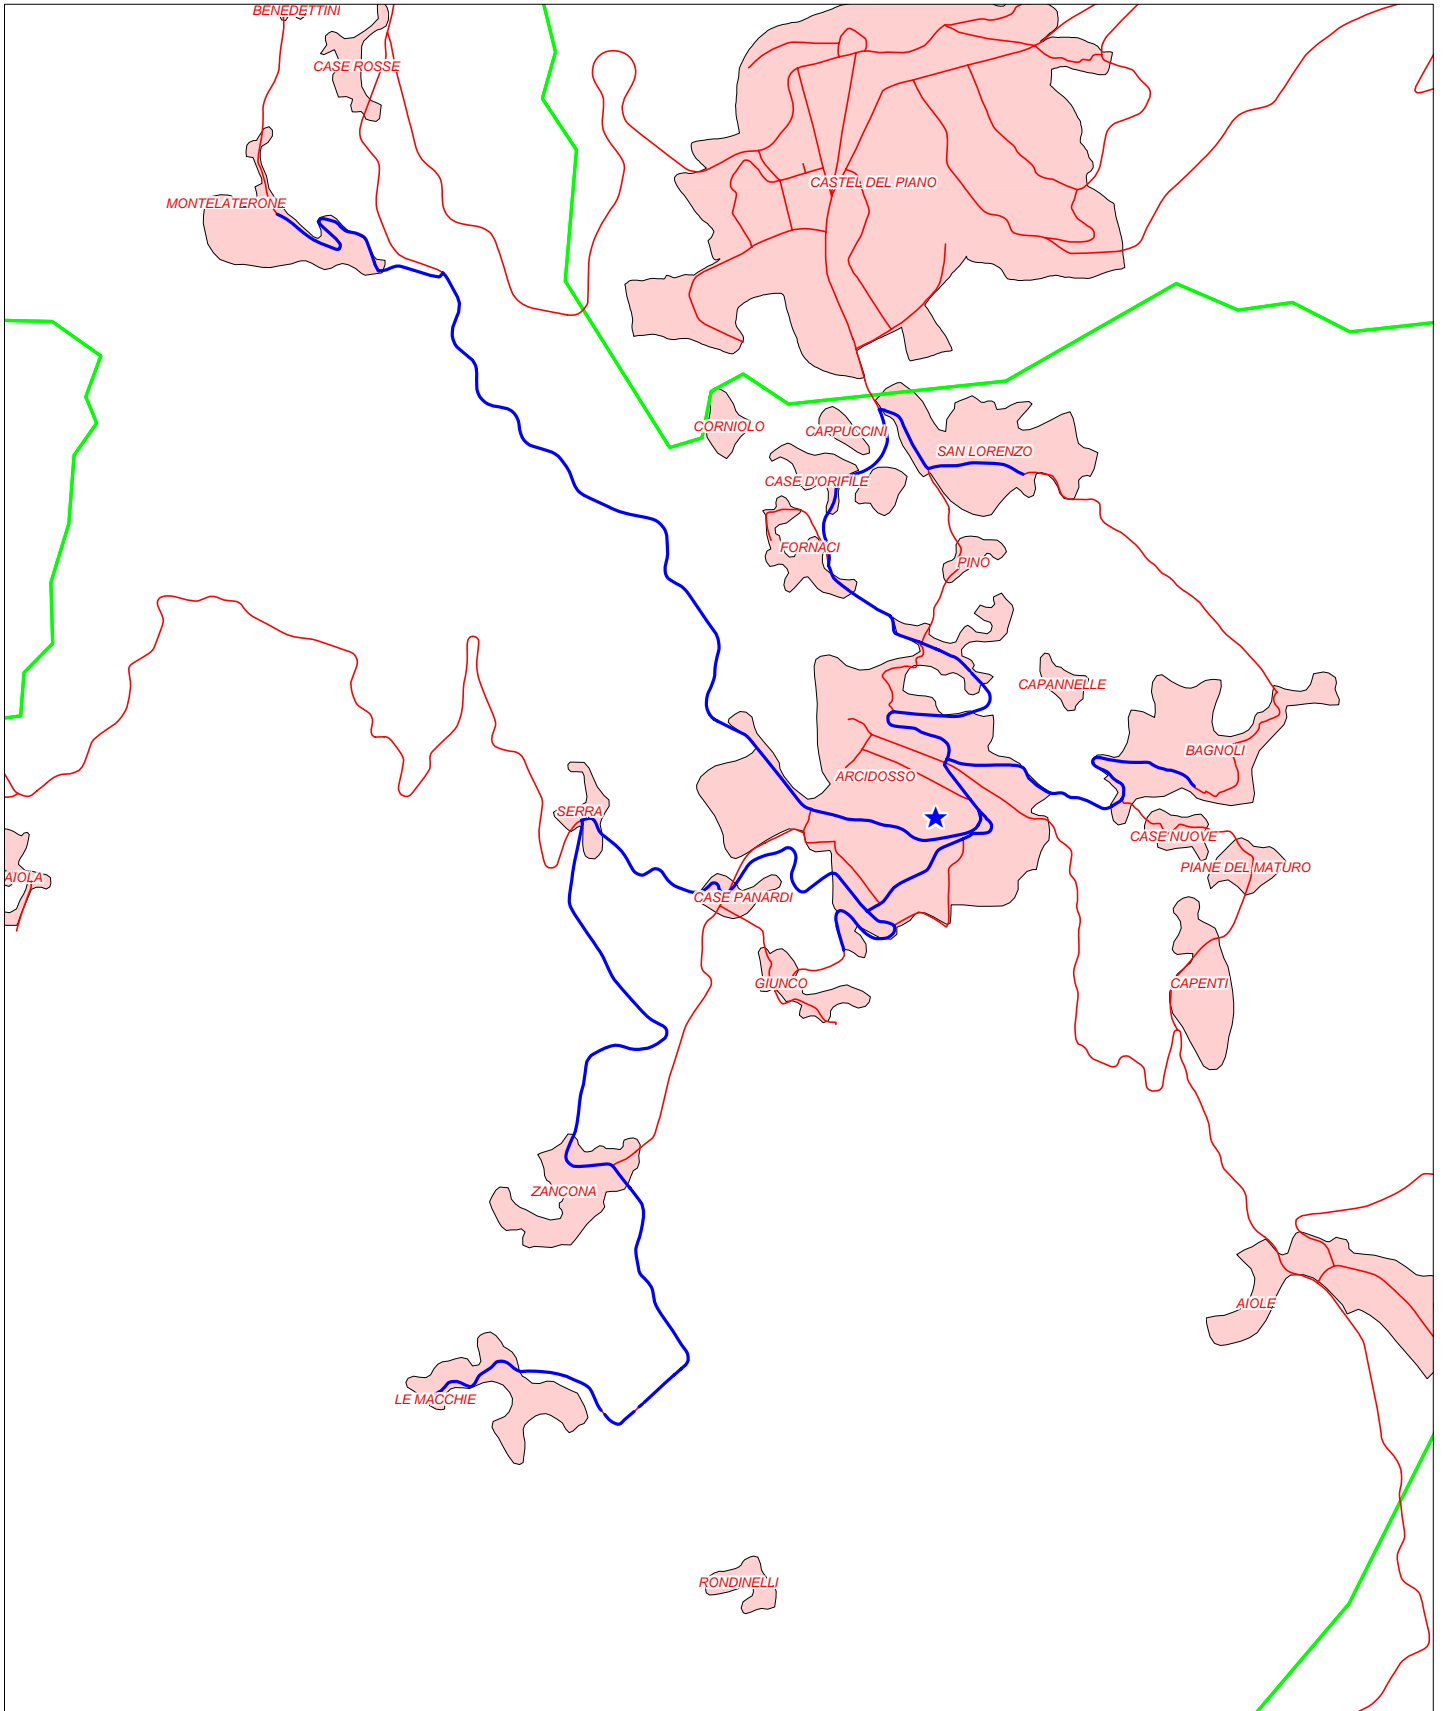 BENEDETTINI
CASE ROSSE
CASTEL DEL PIANO
MONTELATERONE
CORNIOLO
CAPPUCCINI
SAN LORENZO
CASE D'ORIFILE
FORNACI
PINO
CAPANNELLE
BAGNOLI
ARCIDOSSO
SERRA
CASE NUOVE
PIANE DEL MATURO
AIOLA
CASE PANARDI
GIUNCO
CAPENTI
ZANCONA
AIOLE
LE MACCHIE
RONDINELLI